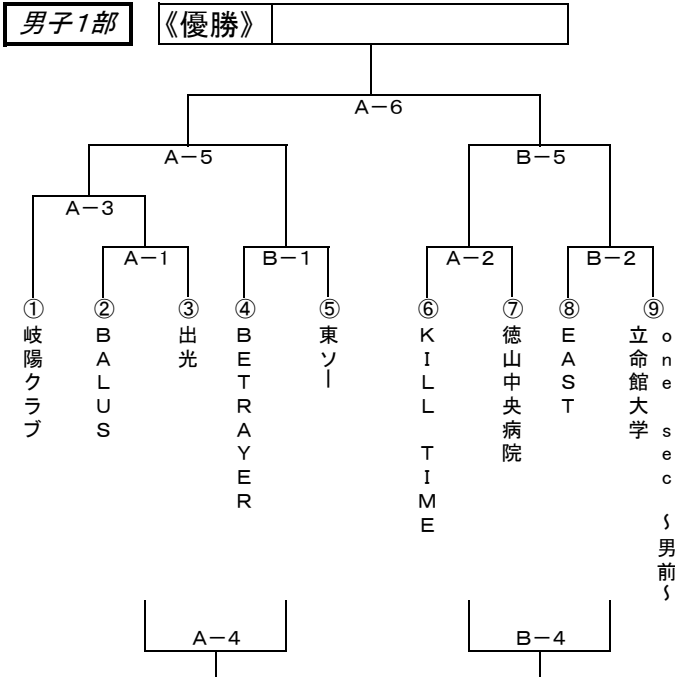 男子1部
《優勝》
A－6
A－5
B－5
A－3
A－1
B－1
A－2
B－2
①
岐陽クラブ
②
BALUS
③
出光
④
BETRAYER
⑤
東ソー
⑥
KILL TIME
⑦
徳山中央病院
⑧
EAST
⑨
立命館大学
one sec ～男前～
A－4
B－4